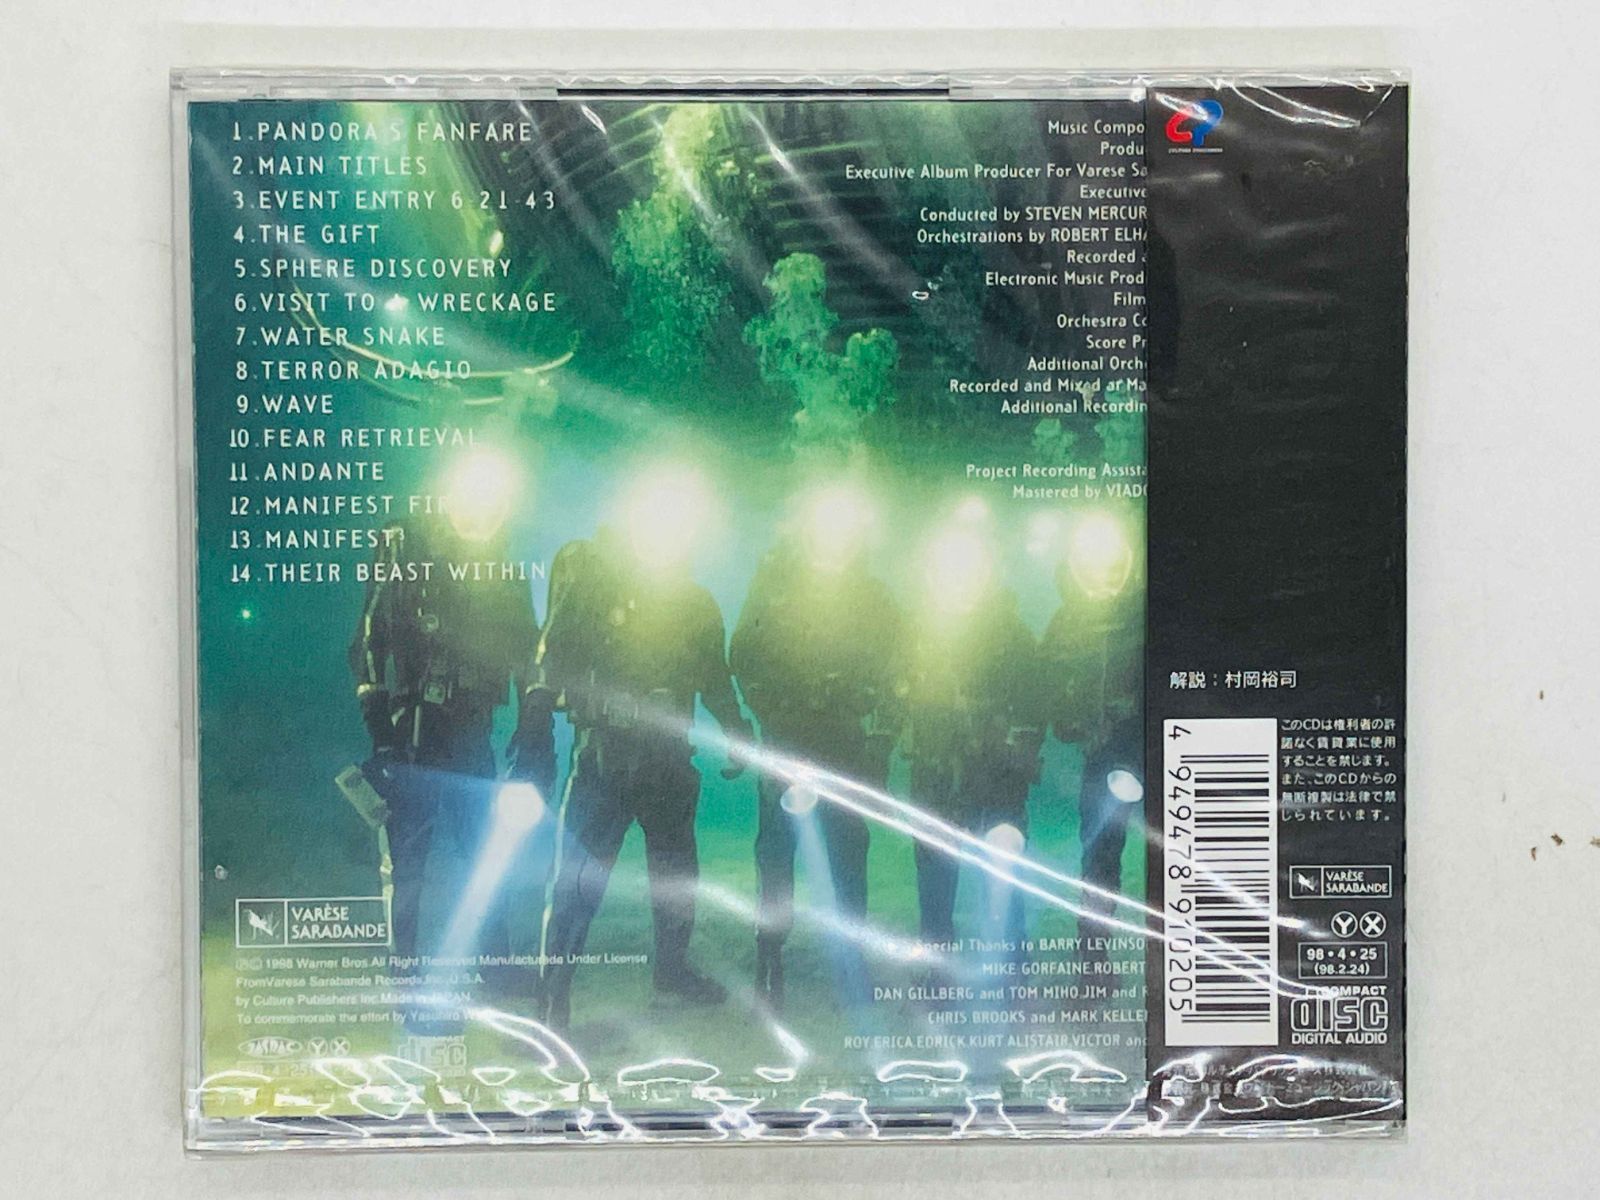 1.PANDORA'S FANFARE
2.MAIN TITLES
3.EVENT ENTRY 6-21-43
4.THE GIFT
5.SPHERE DISCOVERY
6.VISIT TO A WRECKAGE
7.WATER SNAKE
8.TERROR ADAGIO
9.WAVE
10.FEAR RETRIEVAL
11.ANDANTE
12.MANIFEST FI
13.MANIFEST³
14.THEIR BEAST WITHIN
Music Compo
Produ
Executive Album Producer For Varese Sa
Executive
Conducted by STEVEN MERCUR
Orchestrations by ROBERT ELHA
Recorded
Electronic Music Prod
Film
Orchestra Co
Score Pr
Additional Orche
Recorded and Mixed at Ma
Additional Recordin
Project Recording Assista
Mastered by VIADO
VARÈSE
SARABANDE
℗© 1998 Warner Bros.All Right Reserved.Manufacturede Under License
FromVarese Sarabande Records,Inc.,U.S.A.
by Culture Publishers Inc.Made in JAPAN.
To commemorate the effort by Yasuhiro
JASRAC Ⓨ Ⓧ
COMPACT
disc
Special Thanks to BARRY LEVINSO
MIKE GORFAINE,ROBERT
DAN GILLBERG and TOM MIHO,JIM and
CHRIS BROOKS and MARK KELLE
ROY,ERICA,EDRICK,KURT,ALISTAIR,VICTOR and
解説：村岡裕司
4 949478 910205
このCDは権利者の許
諾なく賃貸業に使用
することを禁じます。
また、このCDからの
無断複製は法律で禁
じられています。
VARÈSE
SARABANDE
Ⓨ Ⓧ
98・4・25
(98.2.24)
COMPACT
disc
DIGITAL AUDIO